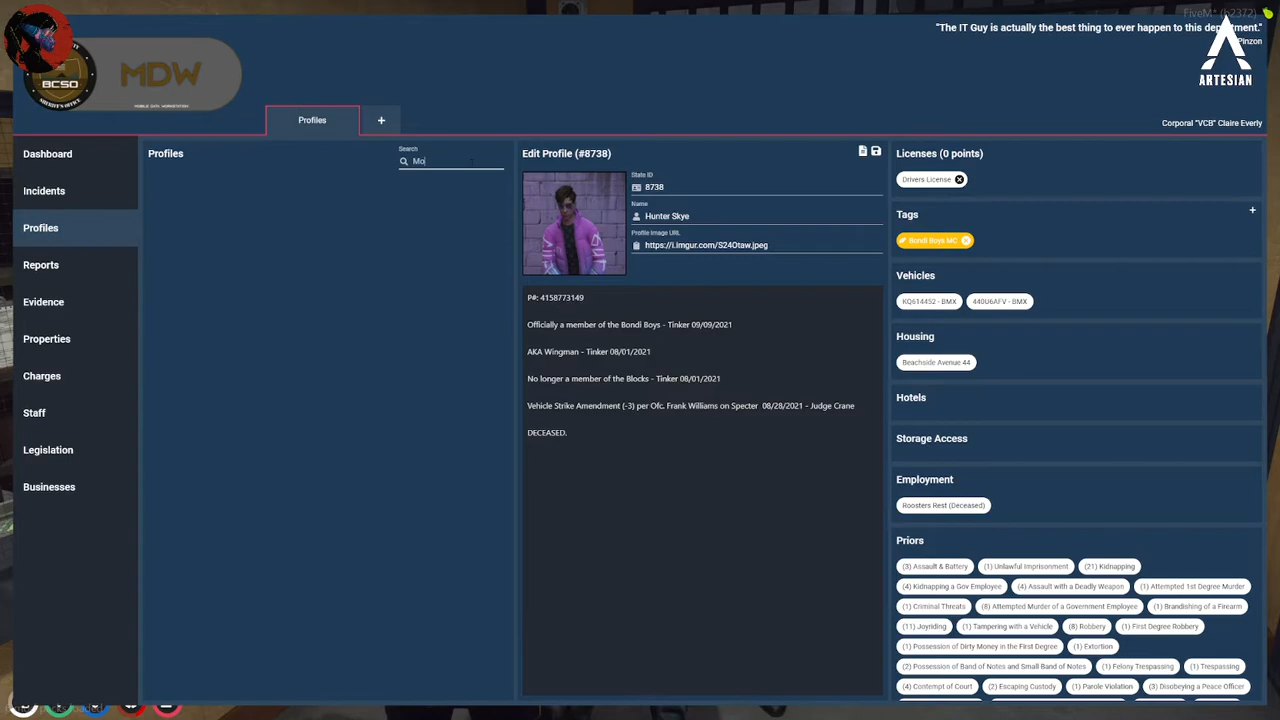 FiveM® (b2372)
"The IT Guy is actually the best thing to ever happen to this department."
Pinzon
ARTESIAN
BCSO
SHERIFF'S OFFICE
MDW
MOBILE DATA WORKSTATION
Profiles
+
Corporal "VCB" Claire Everly
Dashboard
Incidents
Profiles
Reports
Evidence
Properties
Charges
Staff
Legislation
Businesses
Profiles
Search
Mo
Edit Profile (#8738)
State ID
8738
Name
Hunter Skye
Profile Image URL
https://i.imgur.com/S24Otaw.jpeg
P#: 4158773149
Officially a member of the Bondi Boys - Tinker 09/09/2021
AKA Wingman - Tinker 08/01/2021
No longer a member of the Blocks - Tinker 08/01/2021
Vehicle Strike Amendment (-3) per Ofc. Frank Williams on Specter 08/28/2021 - Judge Crane
DECEASED.
Licenses (0 points)
Drivers License
Tags
+
Bondi Boys MC
Vehicles
KQ614452 - BMX 440U6AFV - BMX
Housing
Beachside Avenue 44
Hotels
Storage Access
Employment
Roosters Rest (Deceased)
Priors
(3) Assault & Battery (1) Unlawful Imprisonment (21) Kidnapping
(4) Kidnapping a Gov Employee (4) Assault with a Deadly Weapon (1) Attempted 1st Degree Murder
(1) Criminal Threats (8) Attempted Murder of a Government Employee (1) Brandishing of a Firearm
(11) Joyriding (1) Tampering with a Vehicle (8) Robbery (1) First Degree Robbery
(1) Possession of Dirty Money in the First Degree (1) Extortion
(2) Possession of Band of Notes and Small Band of Notes (1) Felony Trespassing (1) Trespassing
(4) Contempt of Court (2) Escaping Custody (1) Parole Violation (3) Disobeying a Peace Officer